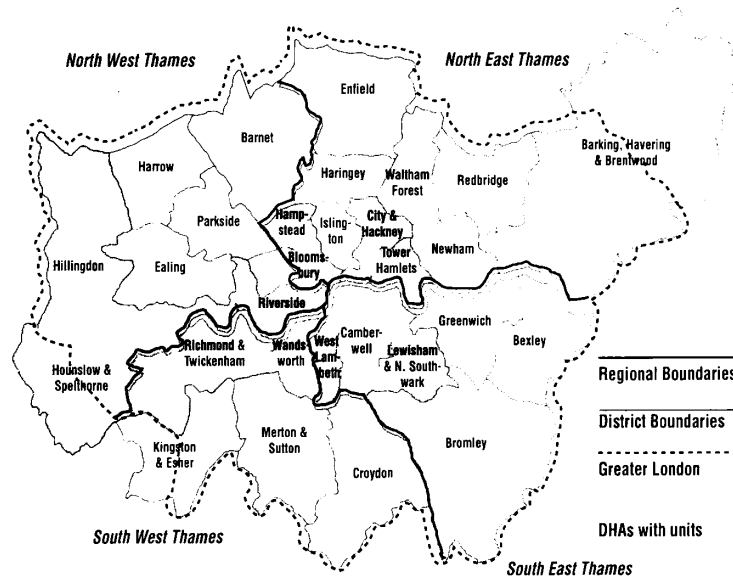 North West Thames
North East Thames
Enfield
Barnet
Harrow
Haringey
Waltham
Forest
Redbridge
Barking, Havering
& Brentwood
Parkside
Hamp-
stead
Isling-
ton
City &
Hackney
Hillingdon
Ealing
Blooms-
bury
Tower
Hamlets
Newham
Riverside
Greenwich
Bexley
Richmond &
Twickenham
Wands-
worth
West
Lam-
beth
Camber-
well
Lewisham
& N. South-
wark
Hounslow &
Spelthorne
Kingston
& Esher
Merton &
Sutton
Croydon
Bromley
Regional Boundaries
District Boundaries
Greater London
DHAs with units
South West Thames
South East Thames